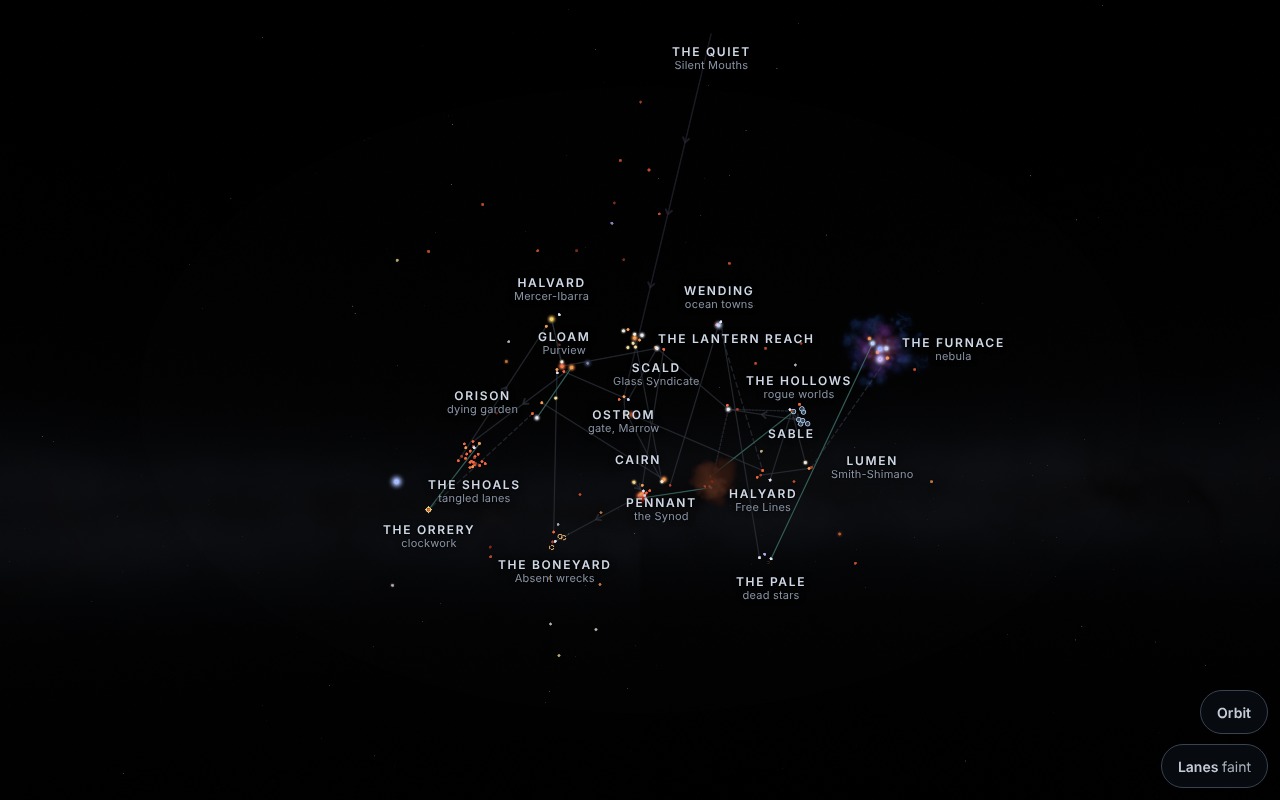 THE QUIET
Silent Mouths
HALVARD
Mercer-Ibarra
WENDING
ocean towns
GLOAM
Purview
THE LANTERN REACH
THE FURNACE
nebula
SCALD
Glass Syndicate
THE HOLLOWS
rogue worlds
ORISON
dying garden
OSTROM
gate, Marrow
SABLE
CAIRN
LUMEN
Smith-Shimano
THE SHOALS
tangled lanes
PENNANT
the Synod
HALYARD
Free Lines
THE ORRERY
clockwork
THE BONEYARD
Absent wrecks
THE PALE
dead stars
Orbit
Lanes faint